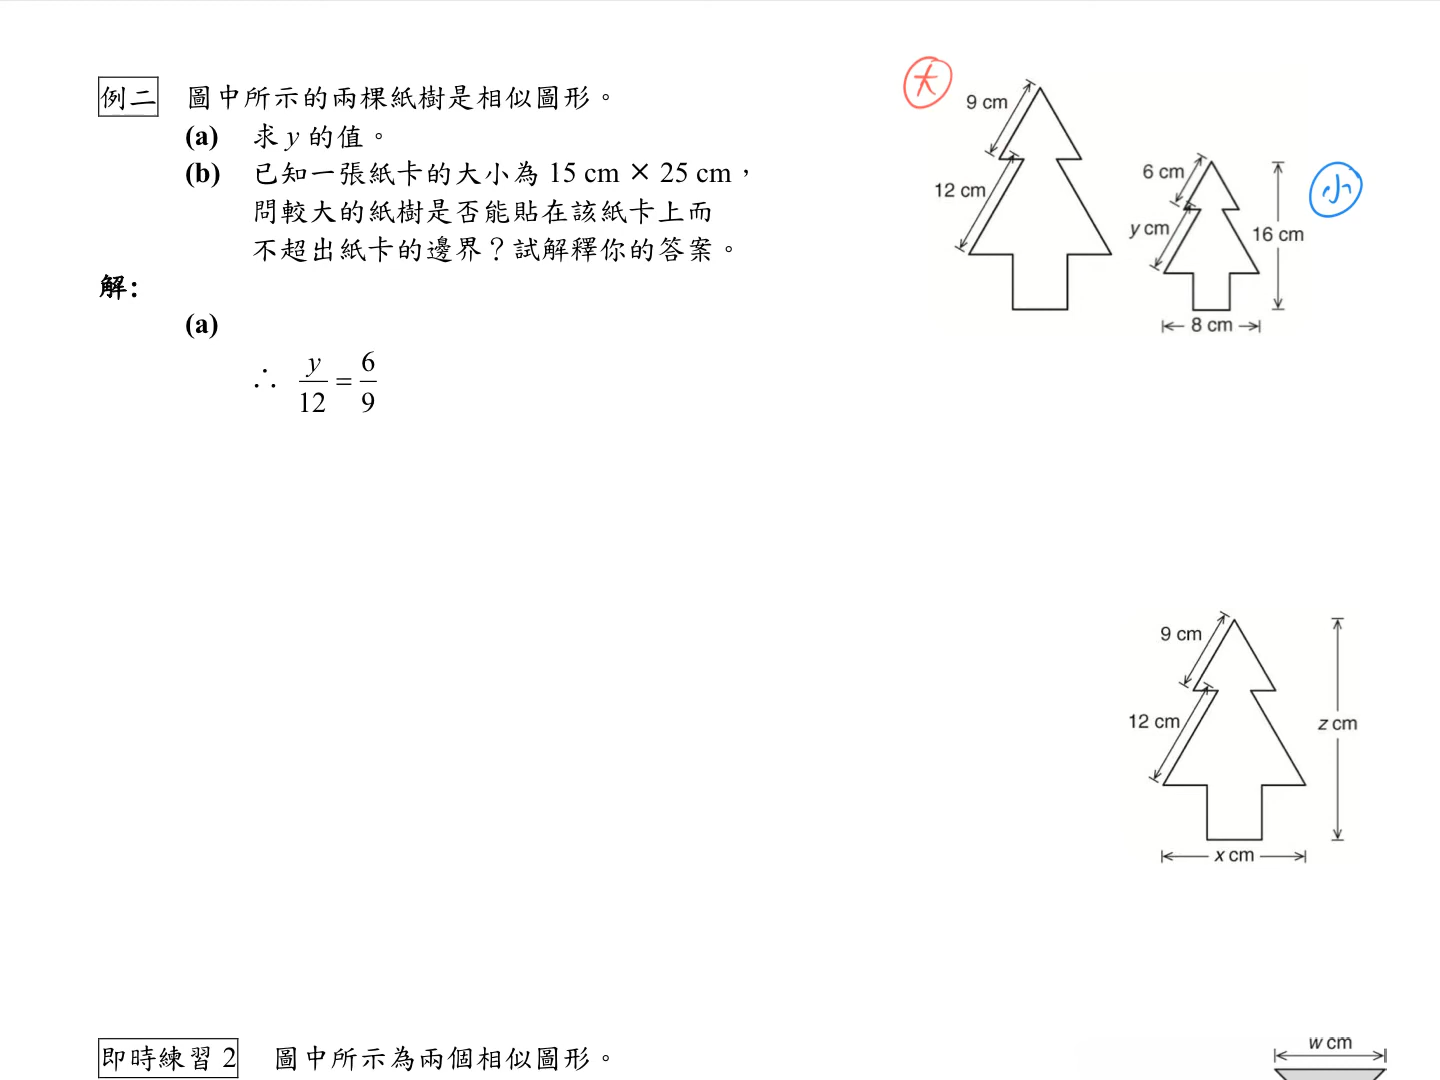 例二 圖中所示的兩棵紙樹是相似圖形。
(a) 求 y 的值。
(b) 已知一張紙卡的大小為 15 cm × 25 cm，
問較大的紙樹是否能貼在該紙卡上而
不超出紙卡的邊界？試解釋你的答案。
大
9 cm
12 cm
6 cm
y cm
16 cm
8 cm
小
解：
(a)
∴ y/12 = 6/9
9 cm
12 cm
z cm
x cm
即時練習 2 圖中所示為兩個相似圖形。
w cm